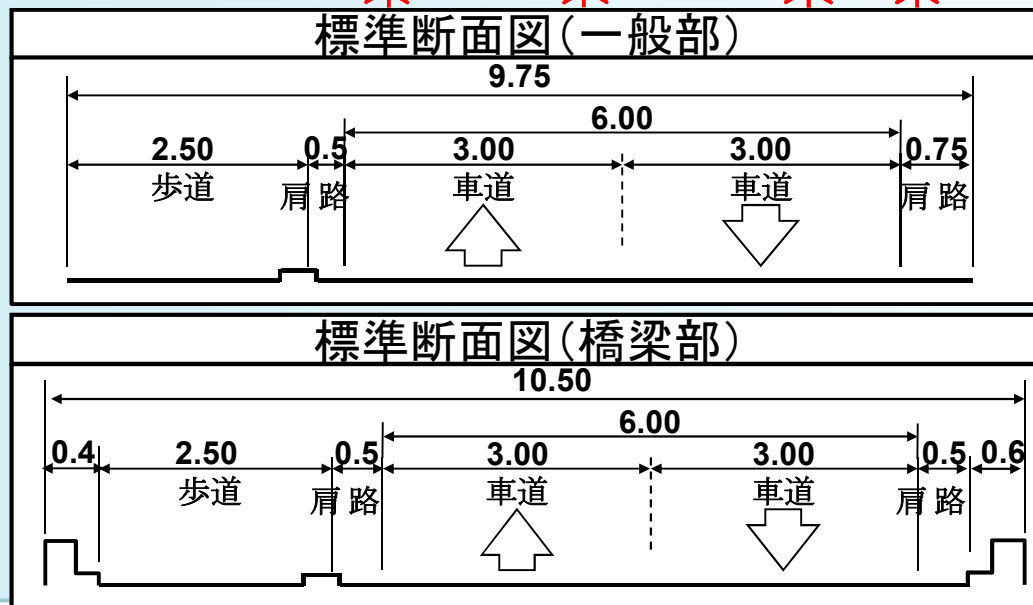 標準断面図(一般部)
9.75
6.00
2.50 0.5 3.00 3.00 0.75
歩道 肩路 車道 車道 肩路
標準断面図(橋梁部)
10.50
6.00
0.4 2.50 0.5 3.00 3.00 0.5 0.6
歩道 肩路 車道 車道 肩路